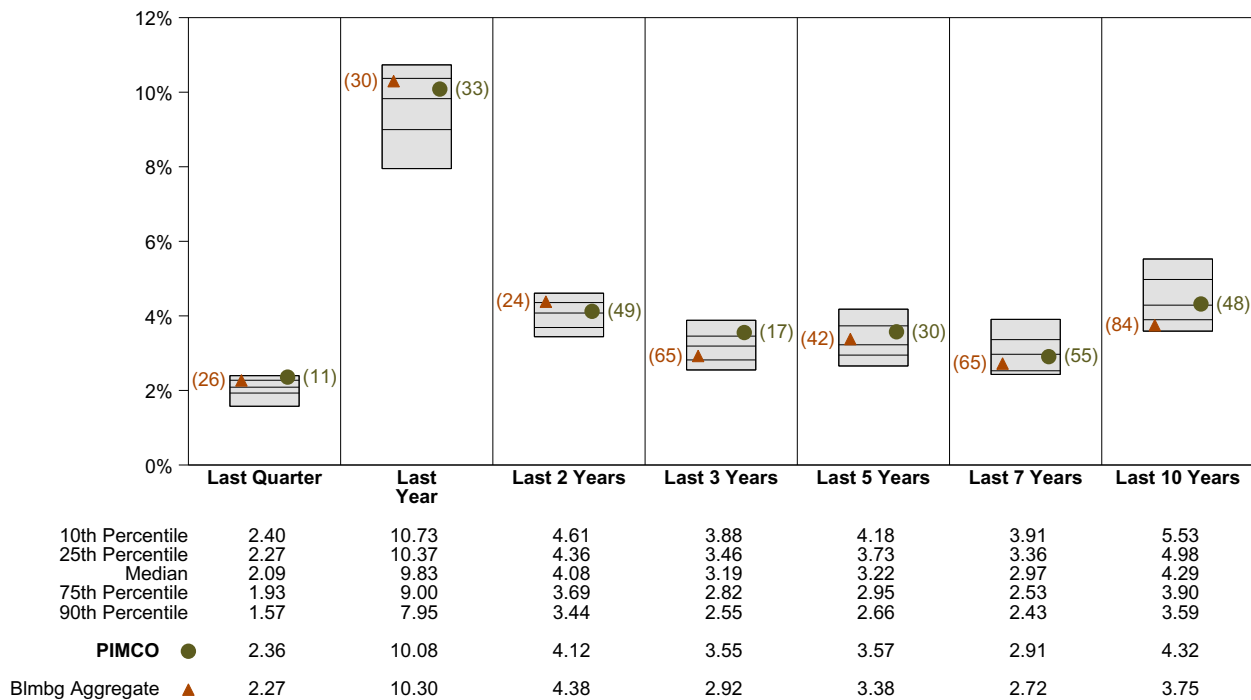 12%
10%
8%
6%
4%
2%
0%
(26) (11)
(30) (33)
(24) (49)
(65) (17)
(42) (30)
(65) (55)
(84) (48)
Last Quarter Last Year Last 2 Years Last 3 Years Last 5 Years Last 7 Years Last 10 Years
10th Percentile 2.40 10.73 4.61 3.88 4.18 3.91 5.53
25th Percentile 2.27 10.37 4.36 3.46 3.73 3.36 4.98
Median 2.09 9.83 4.08 3.19 3.22 2.97 4.29
75th Percentile 1.93 9.00 3.69 2.82 2.95 2.53 3.90
90th Percentile 1.57 7.95 3.44 2.55 2.66 2.43 3.59
PIMCO 2.36 10.08 4.12 3.55 3.57 2.91 4.32
Blmbg Aggregate 2.27 10.30 4.38 2.92 3.38 2.72 3.75